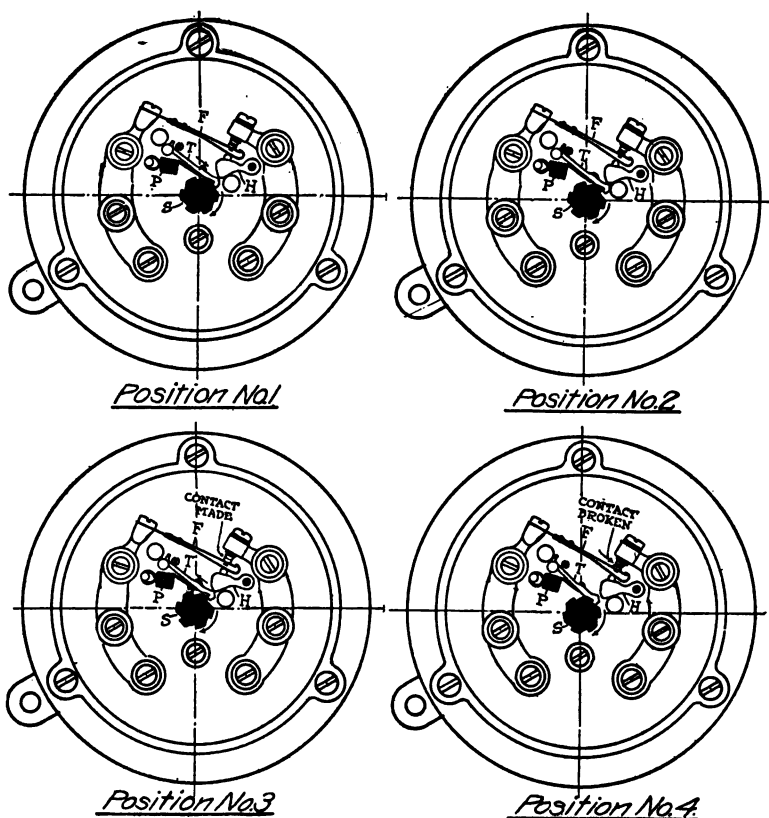 F
T
P
H
S
Position No.1
F
T
P
H
S
Position No.2
CONTACT
MADE
F
T
P
H
S
Position No.3
CONTACT
BROKEN
F
T
P
H
S
Position No.4.